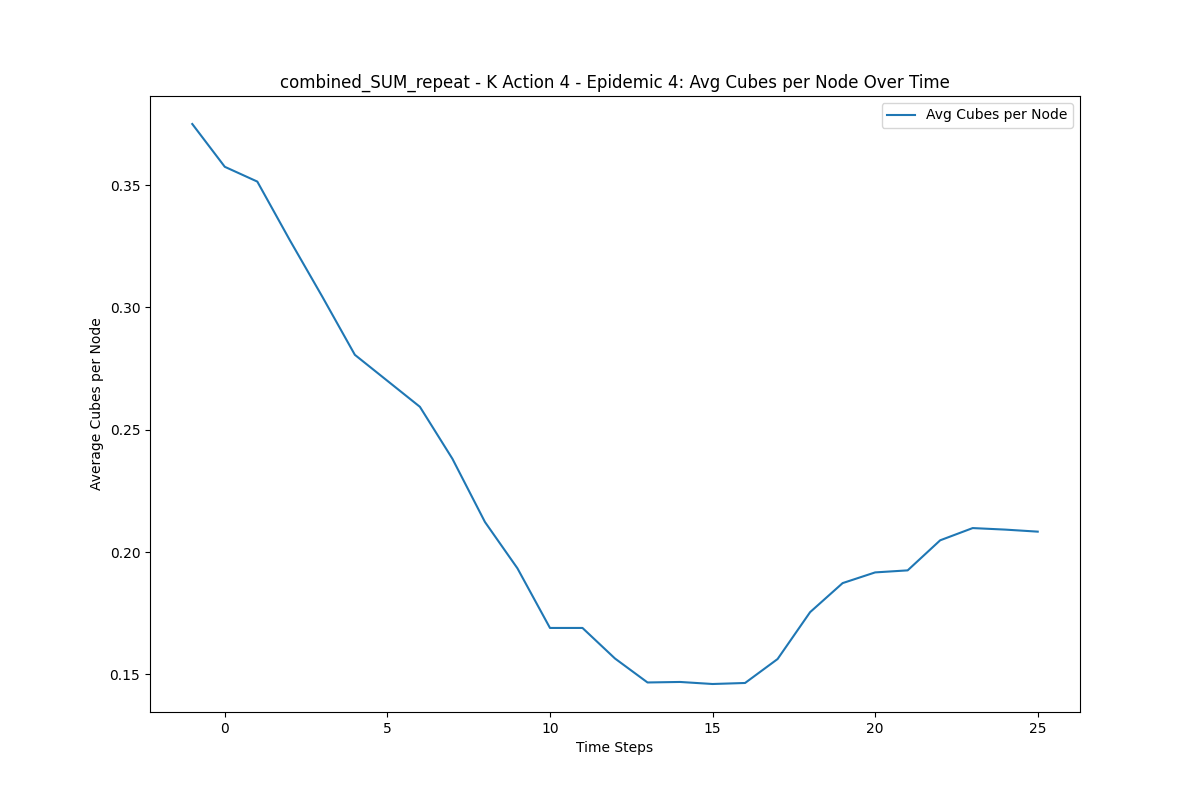 combined_SUM_repeat - K Action 4 - Epidemic 4: Avg Cubes per Node Over Time
Avg Cubes per Node
0.35
0.30
0.25
0.20
0.15
Average Cubes per Node
0 5 10 15 20 25
Time Steps